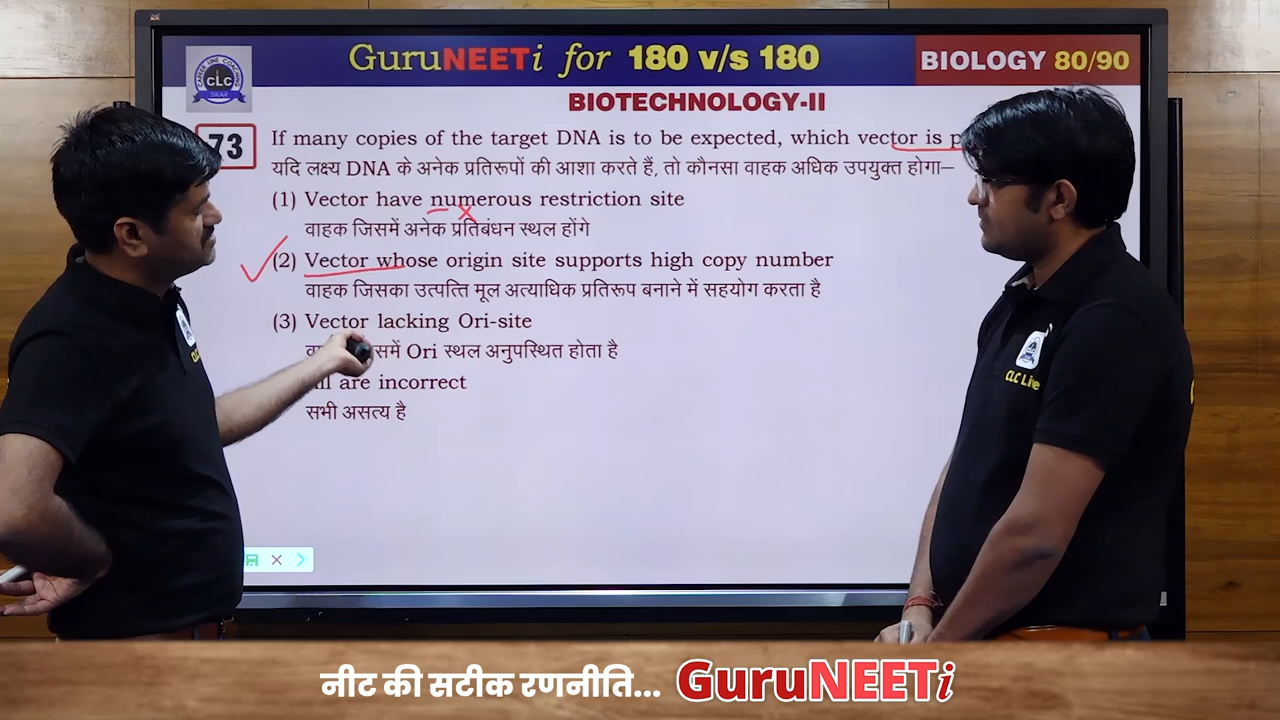 GuruNEETi for 180 v/s 180
BIOLOGY 80/90
CLC
SIKAR
BIOTECHNOLOGY-II
73
If many copies of the target DNA is to be expected, which vector is
यदि लक्ष्य DNA के अनेक प्रतिरूपों की आशा करते हैं, तो कौनसा वाहक अधिक उपयुक्त होगा–
(1) Vector have numerous restriction site
वाहक जिसमें अनेक प्रतिबंधन स्थल होंगे
(2) Vector whose origin site supports high copy number
वाहक जिसका उत्पत्ति मूल अत्याधिक प्रतिरूप बनाने में सहयोग करता है
(3) Vector lacking Ori-site
Ori स्थल अनुपस्थित होता है
are incorrect
सभी असत्य है
CLC Live
नीट की सटीक रणनीति... GuruNEETi